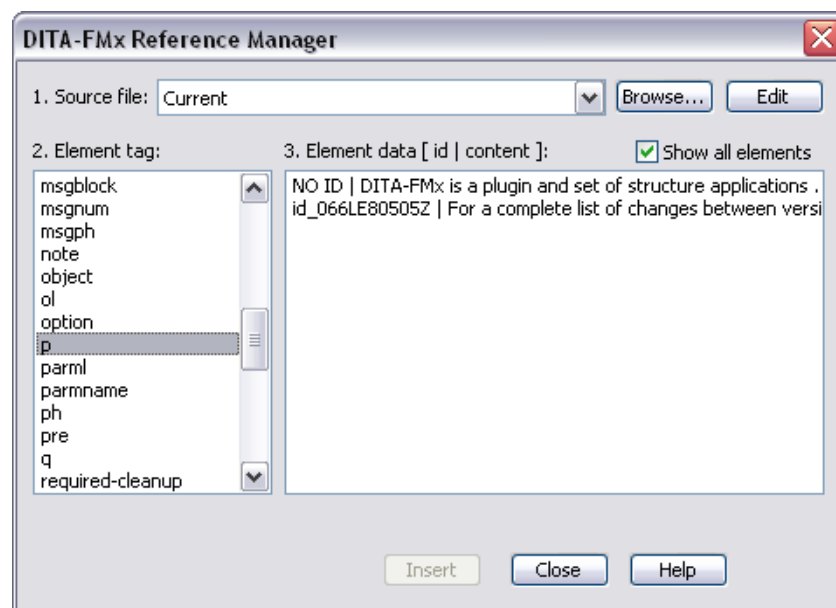 DITA-FMx Reference Manager
1. Source file: Current Browse... Edit
2. Element tag:
3. Element data [ id | content ]:
Show all elements
msgblock
msgnum
msgph
note
object
ol
option
p
parml
parmname
ph
pre
q
required-cleanup
NO ID | DITA-FMx is a plugin and set of structure applications .
id_066LE80505Z | For a complete list of changes between versi
Insert Close Help